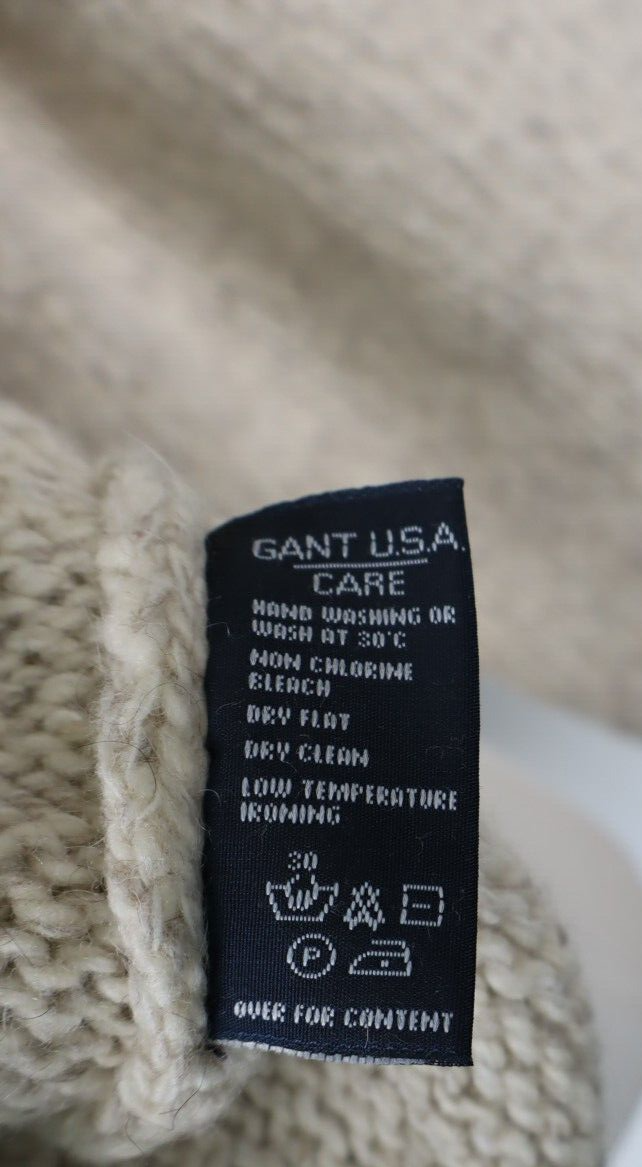 GANT U.S.A.
CARE
HAND WASHING OR
WASH AT 30°C
NON CHLORINE
BLEACH
DRY FLAT
DRY CLEAN
LOW TEMPERATURE
IRONING
30
P
OVER FOR CONTENT